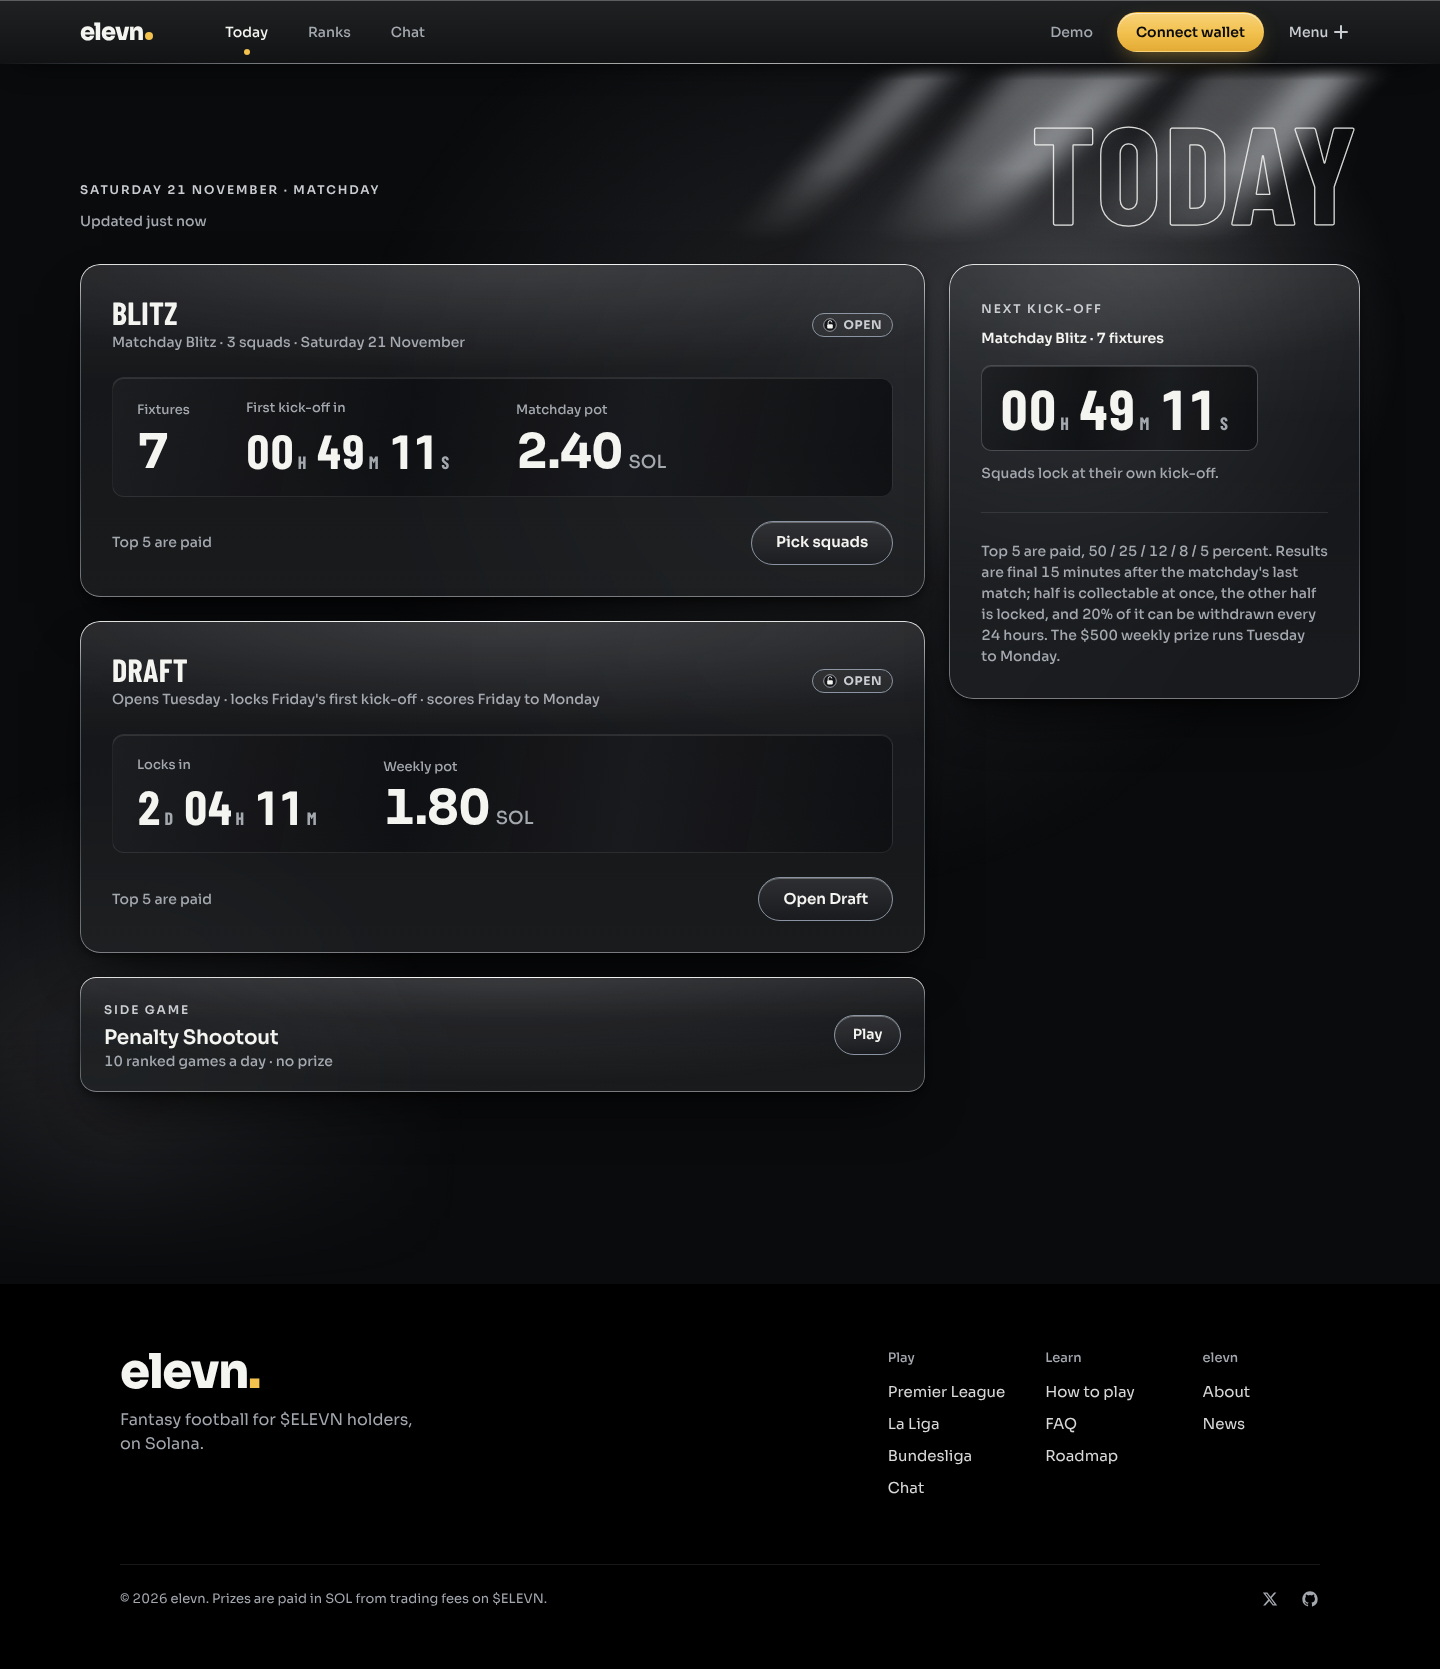 elevn.
Today
Ranks
Chat
Demo
Connect wallet
Menu
TODAY
SATURDAY 21 NOVEMBER · MATCHDAY
Updated just now
BLITZ
Matchday Blitz · 3 squads · Saturday 21 November
OPEN
Fixtures
7
First kick-off in
00 H 49 M 11 S
Matchday pot
2.40 SOL
Top 5 are paid
Pick squads
NEXT KICK-OFF
Matchday Blitz · 7 fixtures
00 H 49 M 11 S
Squads lock at their own kick-off.
Top 5 are paid, 50 / 25 / 12 / 8 / 5 percent. Results
are final 15 minutes after the matchday's last
match; half is collectable at once, the other half
is locked, and 20% of it can be withdrawn every
24 hours. The $500 weekly prize runs Tuesday
to Monday.
DRAFT
Opens Tuesday · locks Friday's first kick-off · scores Friday to Monday
OPEN
Locks in
2 D 04 H 11 M
Weekly pot
1.80 SOL
Top 5 are paid
Open Draft
SIDE GAME
Penalty Shootout
10 ranked games a day · no prize
Play
elevn.
Fantasy football for $ELEVN holders,
on Solana.
Play
Premier League
La Liga
Bundesliga
Chat
Learn
How to play
FAQ
Roadmap
elevn
About
News
© 2026 elevn. Prizes are paid in SOL from trading fees on $ELEVN.